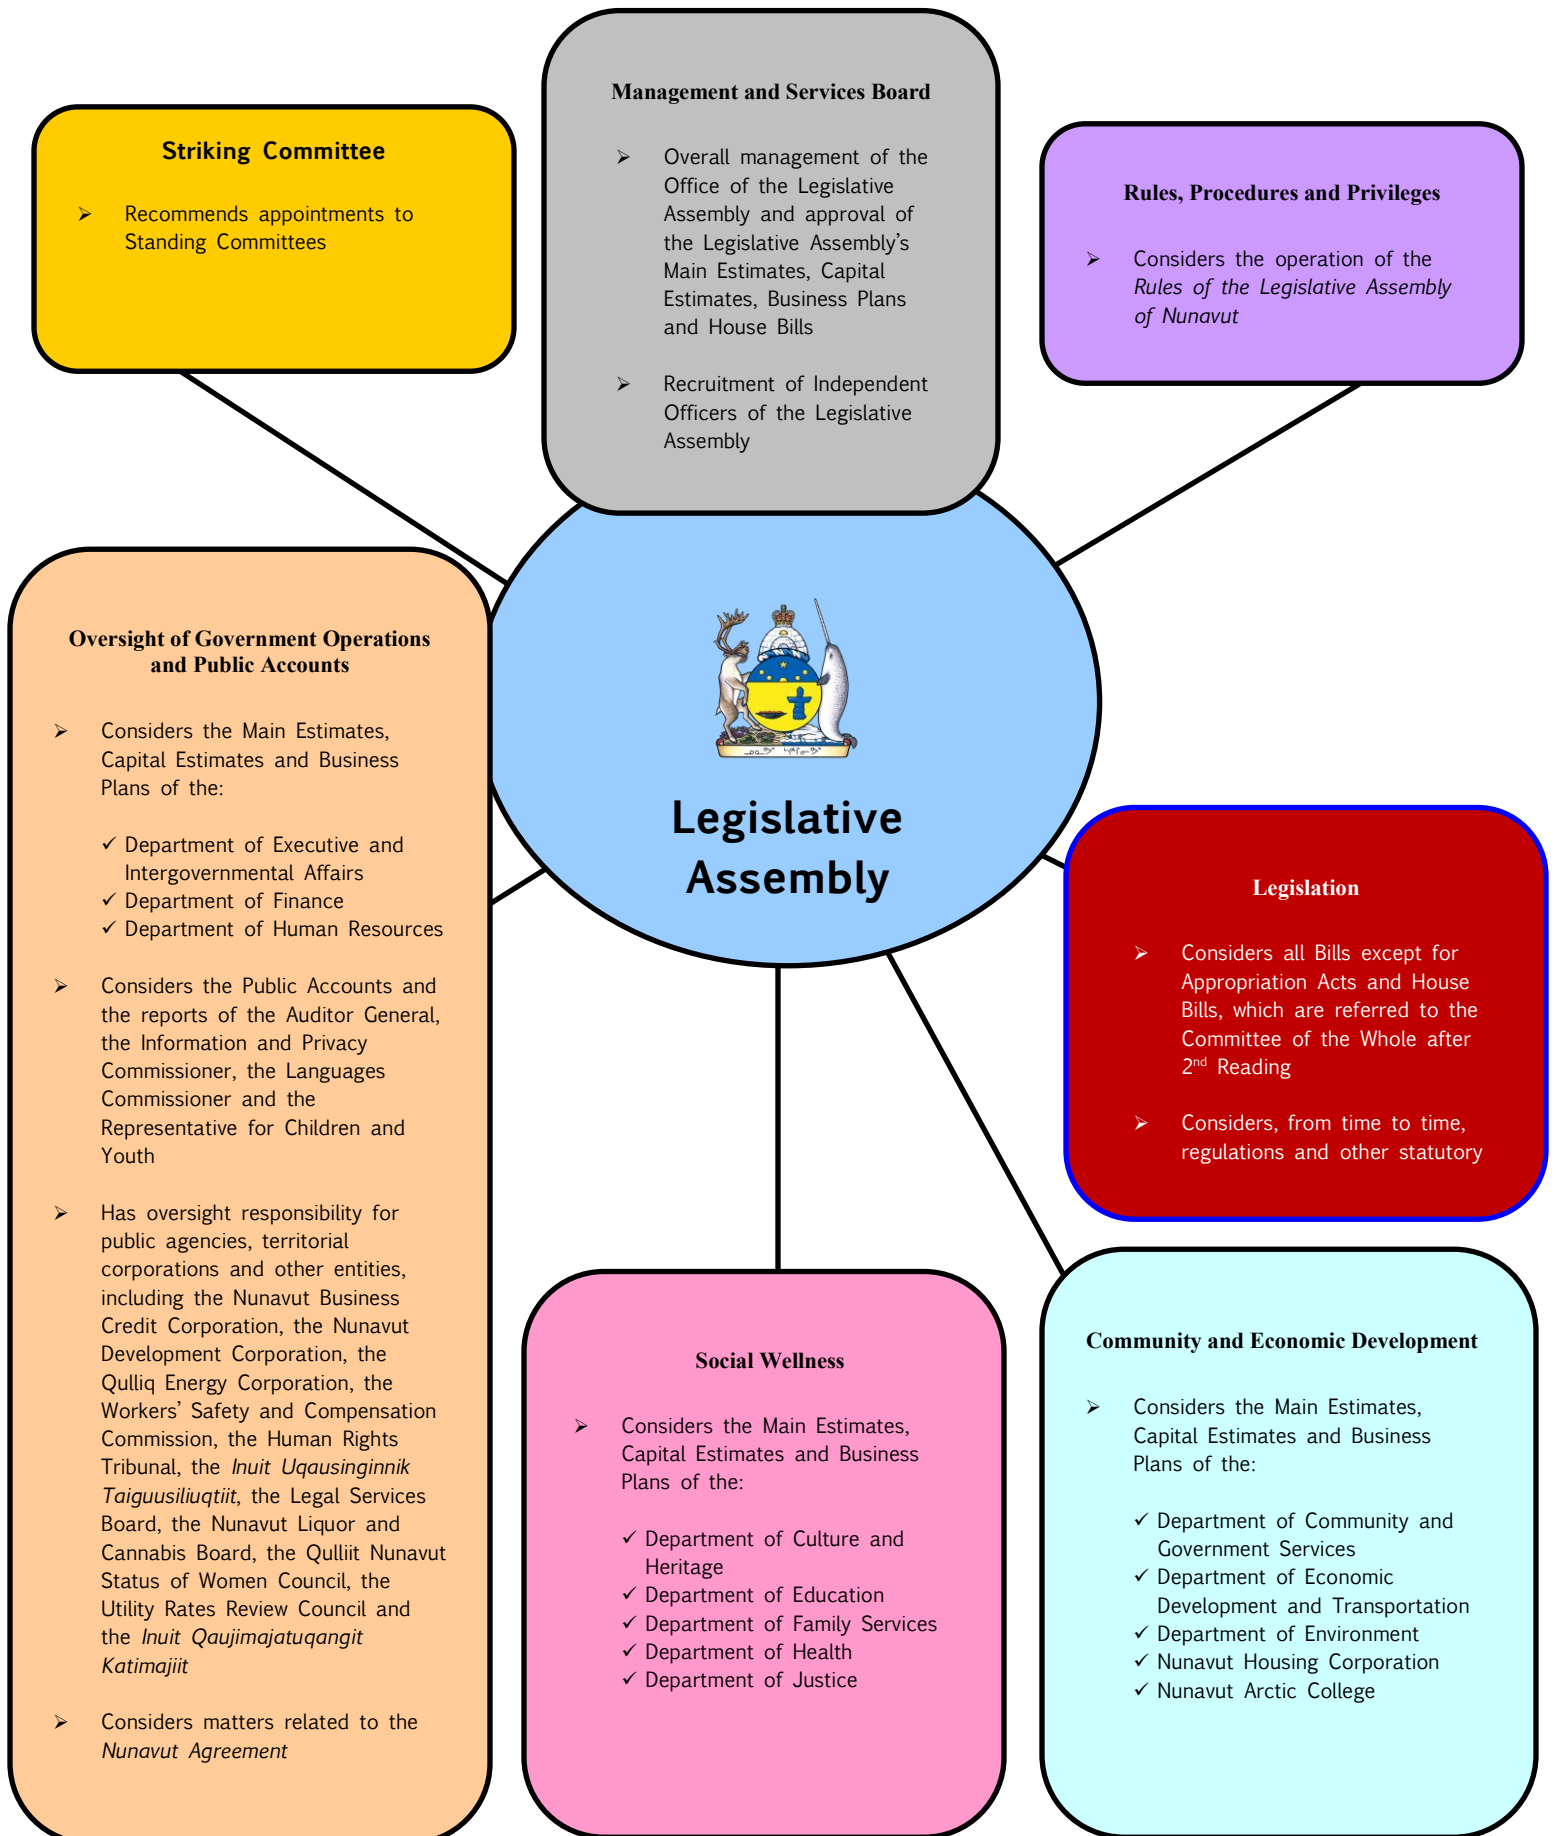 Management and Services Board
➢ Overall management of the
Office of the Legislative
Assembly and approval of
the Legislative Assembly’s
Main Estimates, Capital
Estimates, Business Plans
and House Bills
➢ Recruitment of Independent
Officers of the Legislative
Assembly
Striking Committee
➢ Recommends appointments to
Standing Committees
Rules, Procedures and Privileges
➢ Considers the operation of the
Rules of the Legislative Assembly
of Nunavut
Legislative
Assembly
Oversight of Government Operations
and Public Accounts
➢ Considers the Main Estimates,
Capital Estimates and Business
Plans of the:
✓ Department of Executive and
Intergovernmental Affairs
✓ Department of Finance
✓ Department of Human Resources
➢ Considers the Public Accounts and
the reports of the Auditor General,
the Information and Privacy
Commissioner, the Languages
Commissioner and the
Representative for Children and
Youth
➢ Has oversight responsibility for
public agencies, territorial
corporations and other entities,
including the Nunavut Business
Credit Corporation, the Nunavut
Development Corporation, the
Qulliq Energy Corporation, the
Workers’ Safety and Compensation
Commission, the Human Rights
Tribunal, the Inuit Uqausinginnik
Taiguusiliuqtiit, the Legal Services
Board, the Nunavut Liquor and
Cannabis Board, the Qulliit Nunavut
Status of Women Council, the
Utility Rates Review Council and
the Inuit Qaujimajatuqangit
Katimajiit
➢ Considers matters related to the
Nunavut Agreement
Legislation
➢ Considers all Bills except for
Appropriation Acts and House
Bills, which are referred to the
Committee of the Whole after
2nd Reading
➢ Considers, from time to time,
regulations and other statutory
Social Wellness
➢ Considers the Main Estimates,
Capital Estimates and Business
Plans of the:
✓ Department of Culture and
Heritage
✓ Department of Education
✓ Department of Family Services
✓ Department of Health
✓ Department of Justice
Community and Economic Development
➢ Considers the Main Estimates,
Capital Estimates and Business
Plans of the:
✓ Department of Community and
Government Services
✓ Department of Economic
Development and Transportation
✓ Department of Environment
✓ Nunavut Housing Corporation
✓ Nunavut Arctic College